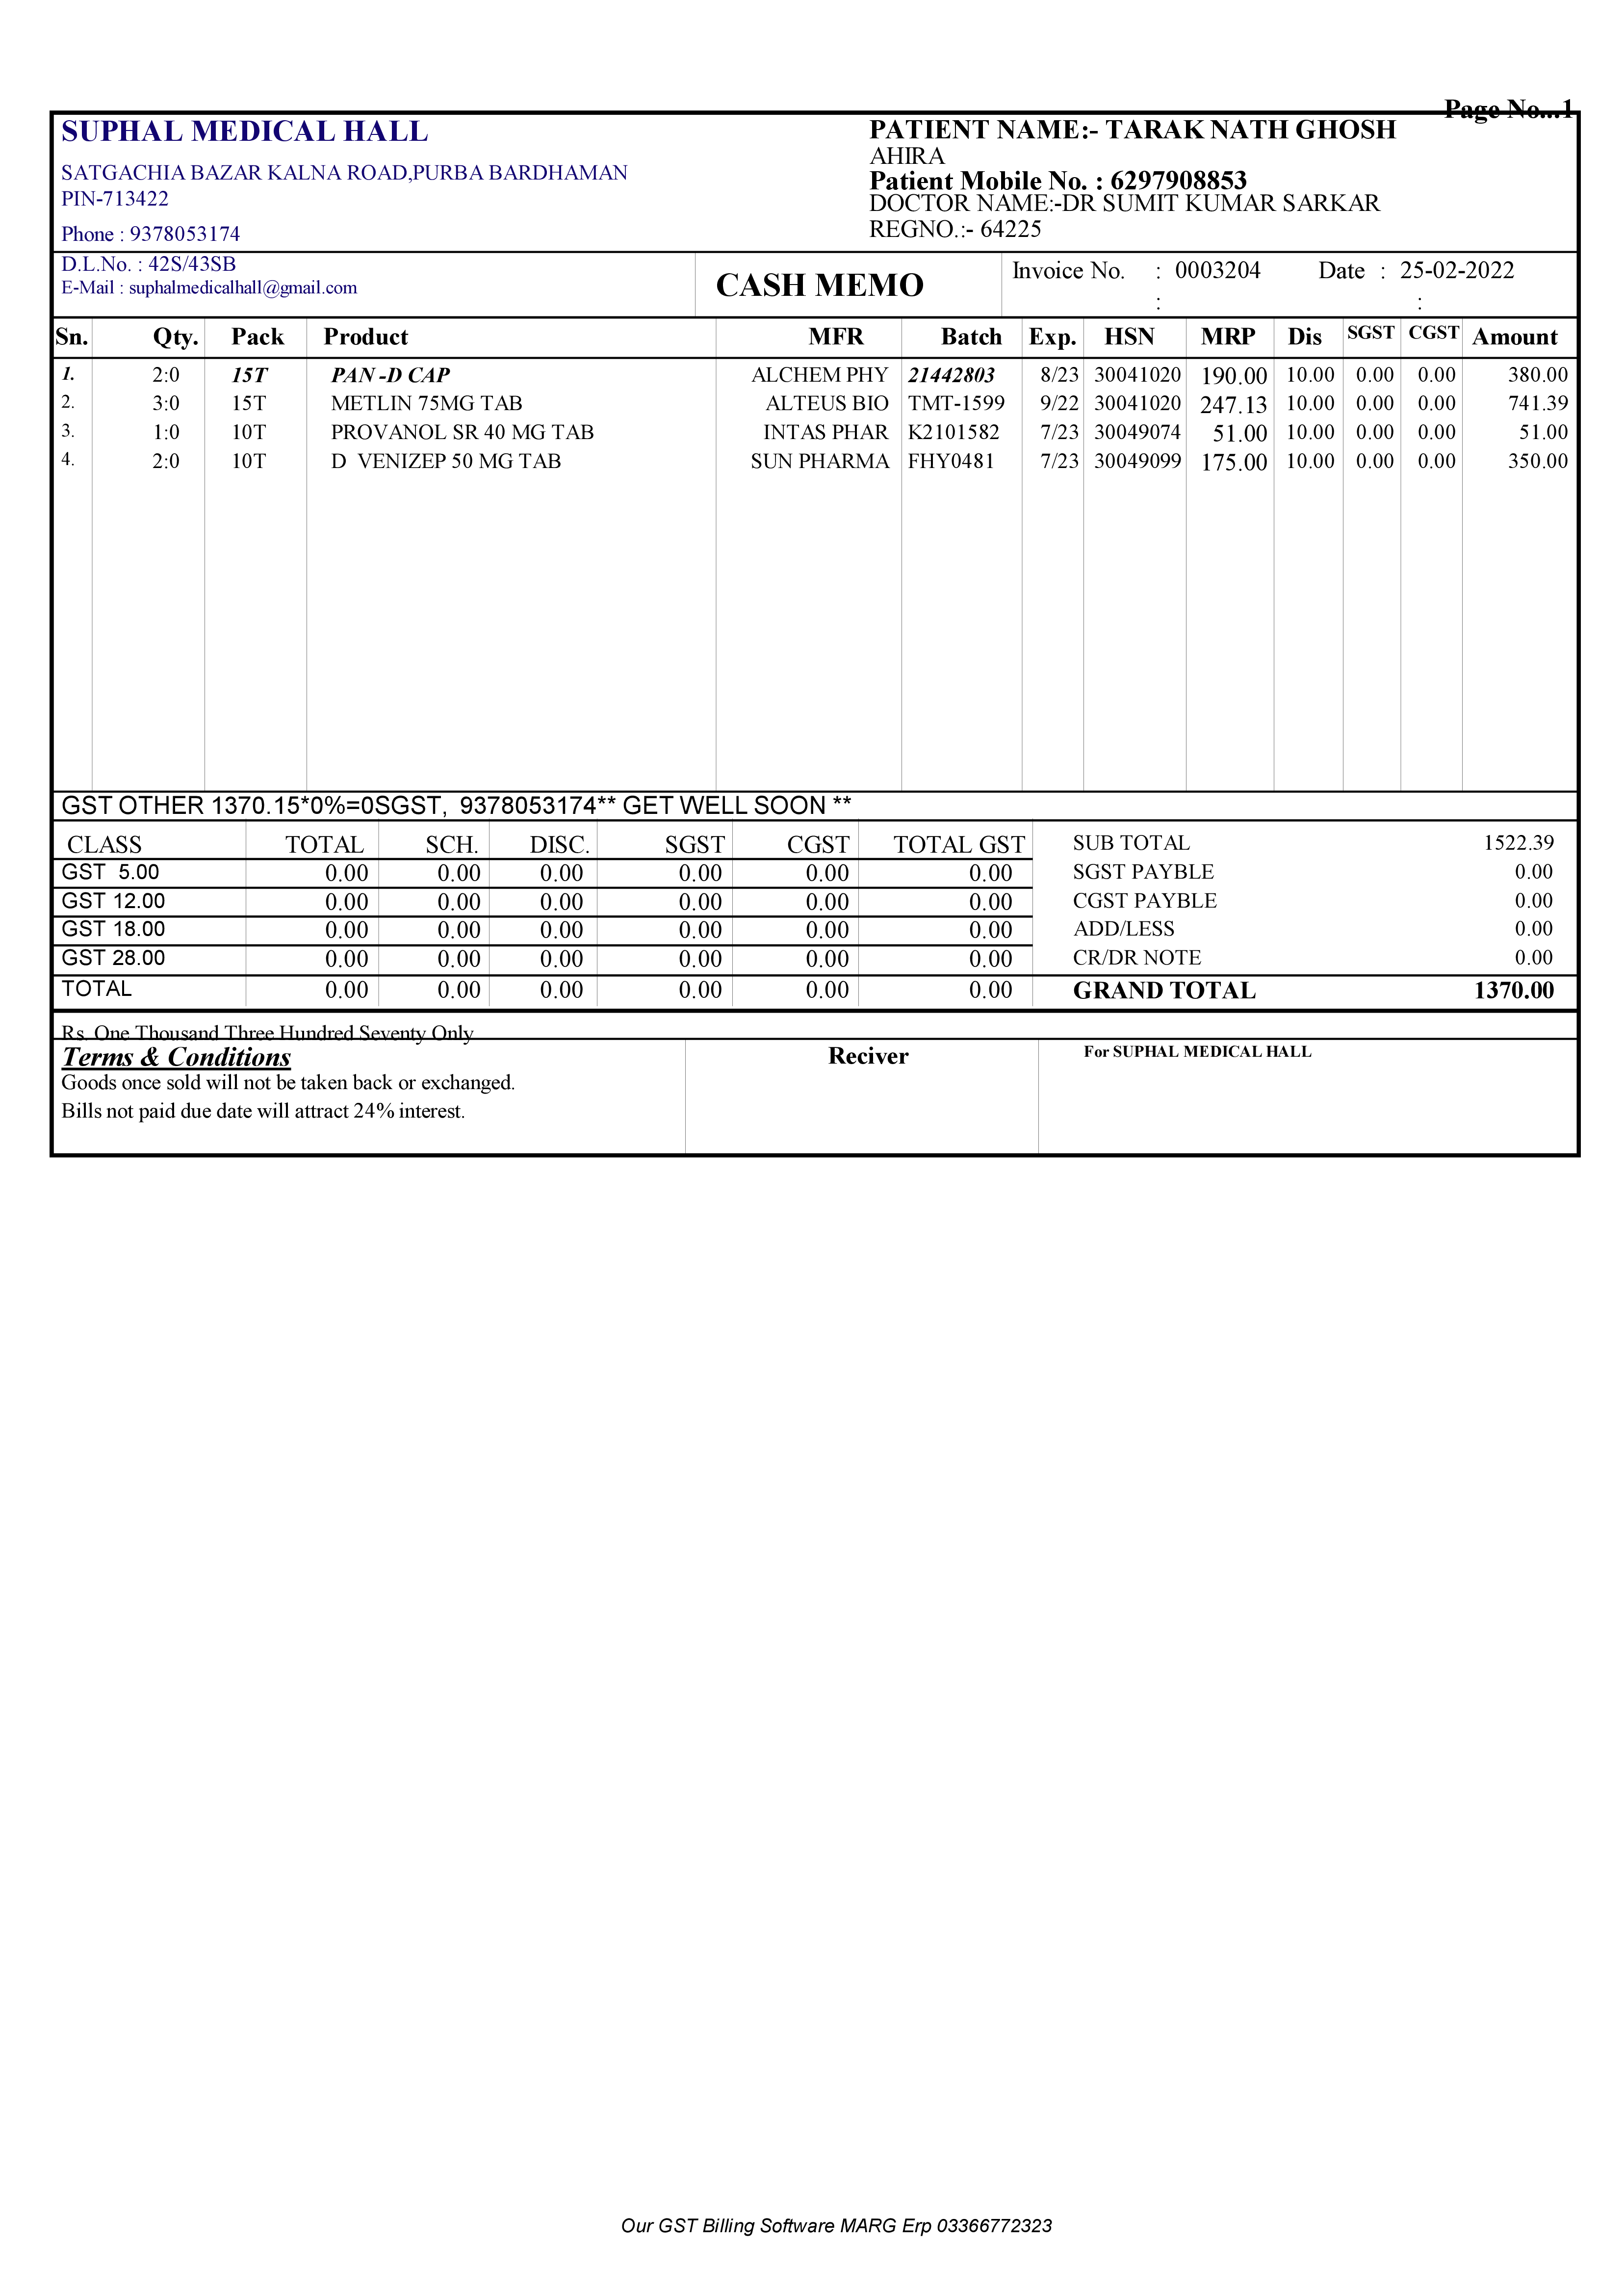 Page No...1
SUPHAL MEDICAL HALL
SATGACHIA BAZAR KALNA ROAD,PURBA BARDHAMAN
PIN-713422
Phone : 9378053174
PATIENT NAME:- TARAK NATH GHOSH
AHIRA
Patient Mobile No. : 6297908853
DOCTOR NAME:-DR SUMIT KUMAR SARKAR
REGNO.:- 64225
D.L.No. : 42S/43SB
E-Mail : suphalmedicalhall@gmail.com
CASH MEMO
Invoice No. : 0003204 Date : 25-02-2022
: :
Sn. Qty. Pack Product MFR Batch Exp. HSN MRP Dis SGST CGST Amount
1. 2:0 15T PAN -D CAP ALCHEM PHY 21442803 8/23 30041020 190.00 10.00 0.00 0.00 380.00
2. 3:0 15T METLIN 75MG TAB ALTEUS BIO TMT-1599 9/22 30041020 247.13 10.00 0.00 0.00 741.39
3. 1:0 10T PROVANOL SR 40 MG TAB INTAS PHAR K2101582 7/23 30049074 51.00 10.00 0.00 0.00 51.00
4. 2:0 10T D VENIZEP 50 MG TAB SUN PHARMA FHY0481 7/23 30049099 175.00 10.00 0.00 0.00 350.00
GST OTHER 1370.15*0%=0SGST, 9378053174** GET WELL SOON **
CLASS TOTAL SCH. DISC. SGST CGST TOTAL GST
GST 5.00 0.00 0.00 0.00 0.00 0.00 0.00
GST 12.00 0.00 0.00 0.00 0.00 0.00 0.00
GST 18.00 0.00 0.00 0.00 0.00 0.00 0.00
GST 28.00 0.00 0.00 0.00 0.00 0.00 0.00
TOTAL 0.00 0.00 0.00 0.00 0.00 0.00
SUB TOTAL 1522.39
SGST PAYBLE 0.00
CGST PAYBLE 0.00
ADD/LESS 0.00
CR/DR NOTE 0.00
GRAND TOTAL 1370.00
Rs. One Thousand Three Hundred Seventy Only
Terms & Conditions
Goods once sold will not be taken back or exchanged.
Bills not paid due date will attract 24% interest.
Reciver
For SUPHAL MEDICAL HALL
Our GST Billing Software MARG Erp 03366772323